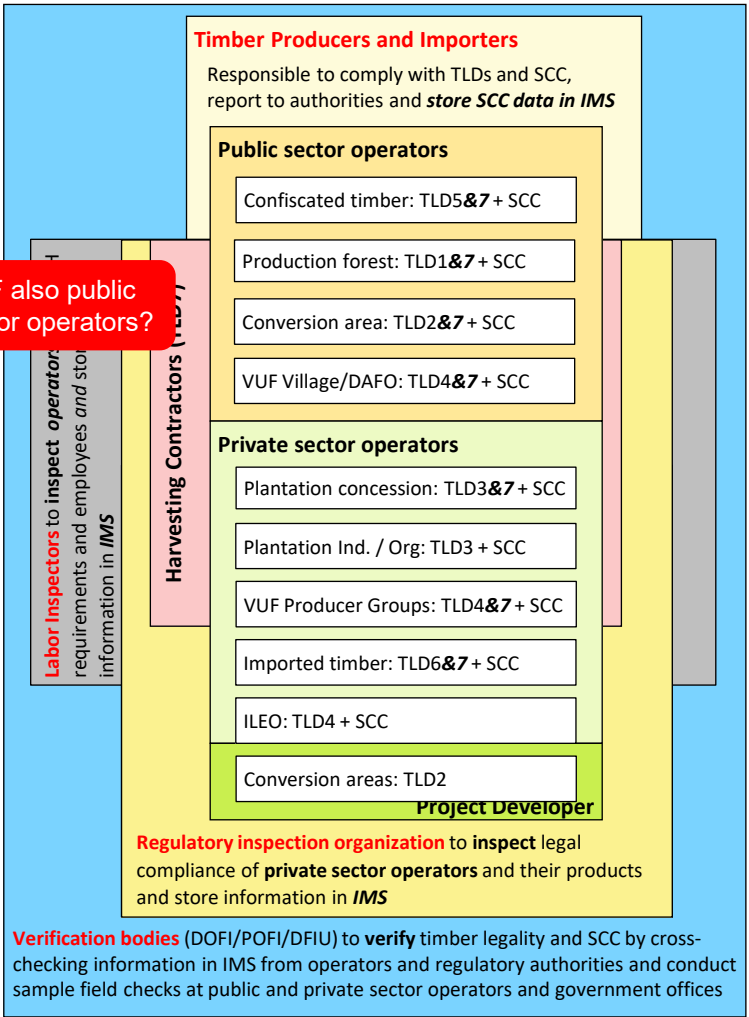 Timber Producers and Importers
Responsible to comply with TLDs and SCC,
report to authorities and store SCC data in IMS
Public sector operators
Confiscated timber: TLD5&7 + SCC
Production forest: TLD1&7 + SCC
Conversion area: TLD2&7 + SCC
VUF Village/DAFO: TLD4&7 + SCC
Private sector operators
Plantation concession: TLD3&7 + SCC
Plantation Ind. / Org: TLD3 + SCC
VUF Producer Groups: TLD4&7 + SCC
Imported timber: TLD6&7 + SCC
ILEO: TLD4 + SCC
Conversion areas: TLD2
Project Developer
also public
operators?
Harvesting Contractors (TLD7)
Labor Inspectors to inspect operators
requirements and employees and
information in IMS
Regulatory inspection organization to inspect legal
compliance of private sector operators and their products
and store information in IMS
Verification bodies (DOFI/POFI/DFIU) to verify timber legality and SCC by cross-
checking information in IMS from operators and regulatory authorities and conduct
sample field checks at public and private sector operators and government offices